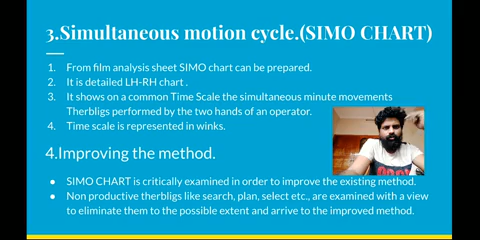 3.Simultaneous motion cycle.(SIMO CHART)
1. From film analysis sheet SIMO chart can be prepared.
2. It is detailed LH-RH chart .
3. It shows on a common Time Scale the simultaneous minute movements
Therbligs performed by the two hands of an operator.
4. Time scale is represented in winks.
4.Improving the method.
● SIMO CHART is critically examined in order to improve the existing method.
● Non productive therbligs like search, plan, select etc., are examined with a view
to eliminate them to the possible extent and arrive to the improved method.